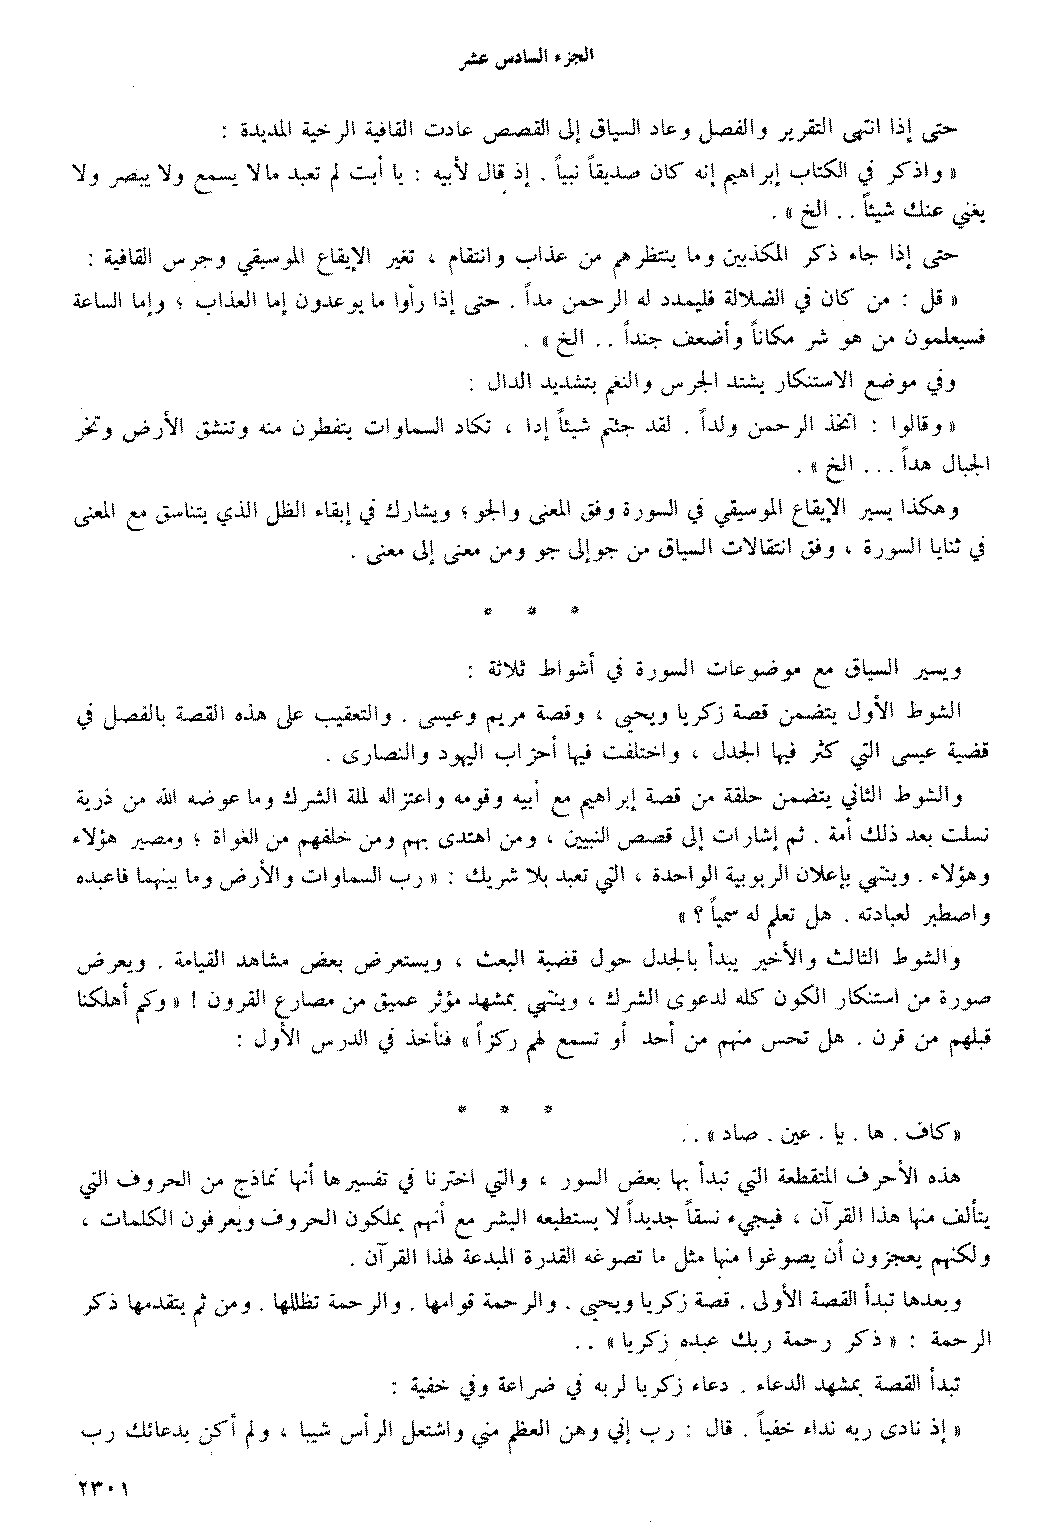 الجزء السادس عشر
حتى إذا انتهى التقرير والفصل وعاد السياق إلى القصص عادت القافية الرخية المديدة :
« واذكر في الكتاب إبراهيم إنه كان صديقاً نبياً . إذ قال لأبيه : يا أبت لم تعبد مالا يسمع ولا يبصر ولا
يغني عنك شيئاً .. الخ » .
حتى إذا جاء ذكر المكذبين وما ينتظرهم من عذاب وانتقام ، تغير الإيقاع الموسيقي وجرس القافية :
« قل : من كان في الضلالة فليمدد له الرحمن مداً . حتى إذا رأوا ما يوعدون إما العذاب ؛ وإما الساعة
فسيعلمون من هو شر مكاناً وأضعف جنداً .. الخ » .
وفي موضع الاستنكار يشتد الجرس والنغم بتشديد الدال :
« وقالوا : اتخذ الرحمن ولداً . لقد جئتم شيئاً إدا ، تكاد السماوات يتفطرن منه وتنشق الأرض وتخر
الجبال هداً ... الخ » .
وهكذا يسير الإيقاع الموسيقي في السورة وفق المعنى والجو ؛ ويشارك في إبقاء الظل الذي يتناسق مع المعنى
في ثنايا السورة ، وفق انتقالات السياق من جو إلى جو ومن معنى إلى معنى .
* * *
ويسير السياق مع موضوعات السورة في أشواط ثلاثة :
الشوط الأول يتضمن قصة زكريا ويحيى ، وقصة مريم وعيسى . والتعقيب على هذه القصة بالفصل في
قضية عيسى التي كثر فيها الجدل ، واختلفت فيها أحزاب اليهود والنصارى .
والشوط الثاني يتضمن حلقة من قصة إبراهيم مع أبيه وقومه واعتزاله لملة الشرك وما عوضه الله من ذرية
نسلت بعد ذلك أمة . ثم إشارات إلى قصص النبيين ، ومن اهتدى بهم ومن خلفهم من الغواة ؛ ومصير هؤلاء
وهؤلاء . وينتهي بإعلان الربوبية الواحدة ، التي تعبد بلا شريك : « رب السماوات والأرض وما بينهما فاعبده
واصطبر لعبادته . هل تعلم له سمياً ؟ »
والشوط الثالث والأخير يبدأ بالجدل حول قضية البعث ، ويستعرض بعض مشاهد القيامة . ويعرض
صورة من استنكار الكون كله لدعوى الشرك ، وينتهي بمشهد مؤثر عميق من مصارع القرون ! « وكم أهلكنا
قبلهم من قرن . هل تحس منهم من أحد أو تسمع لهم ركزاً » فنأخذ في الدرس الأول :
* * *
« كاف . ها . يا . عين . صاد » ..
هذه الأحرف المتقطعة التي تبدأ بها بعض السور ، والتي اخترنا في تفسيرها أنها نماذج من الحروف التي
يتألف منها هذا القرآن ، فيجيء نسقاً جديداً لا يستطيعه البشر مع أنهم يملكون الحروف ويعرفون الكلمات ،
ولكنهم يعجزون أن يصوغوا منها مثل ما تصوغه القدرة المبدعة لهذا القرآن .
وبعدها تبدأ القصة الأولى . قصة زكريا ويحيى . والرحمة قوامها . والرحمة تظللها . ومن ثم يتقدمها ذكر
الرحمة : « ذكر رحمة ربك عبده زكريا » ..
تبدأ القصة بمشهد الدعاء . دعاء زكريا لربه في ضراعة وفي خفية :
« إذ نادى ربه نداء خفياً . قال : رب إني وهن العظم مني واشتعل الرأس شيبا ، ولم أكن بدعائك رب
٢٣٠١